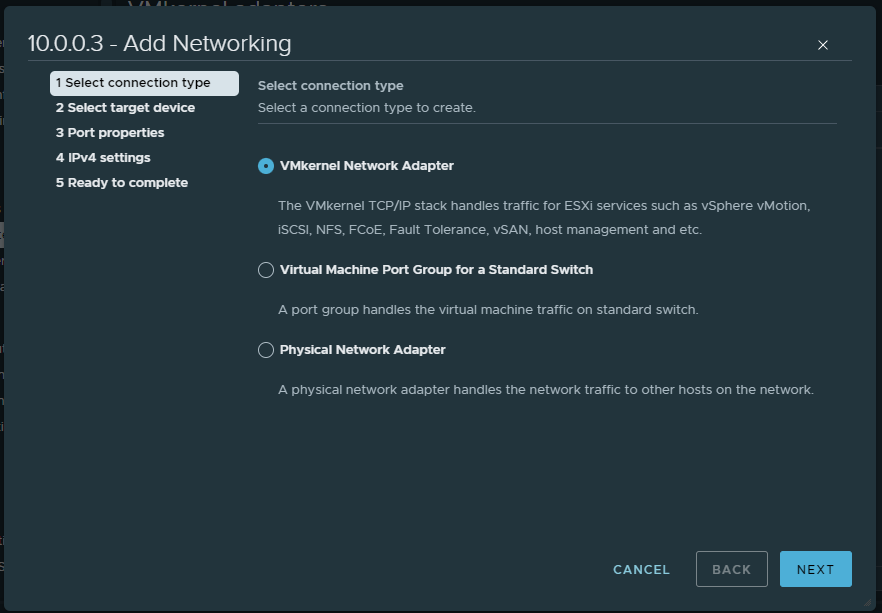 VMkernel adapters
10.0.0.3 - Add Networking
1 Select connection type
2 Select target device
3 Port properties
4 IPv4 settings
5 Ready to complete
Select connection type
Select a connection type to create.
VMkernel Network Adapter
The VMkernel TCP/IP stack handles traffic for ESXi services such as vSphere vMotion,
iSCSI, NFS, FCoE, Fault Tolerance, vSAN, host management and etc.
Virtual Machine Port Group for a Standard Switch
A port group handles the virtual machine traffic on standard switch.
Physical Network Adapter
A physical network adapter handles the network traffic to other hosts on the network.
CANCEL
BACK
NEXT